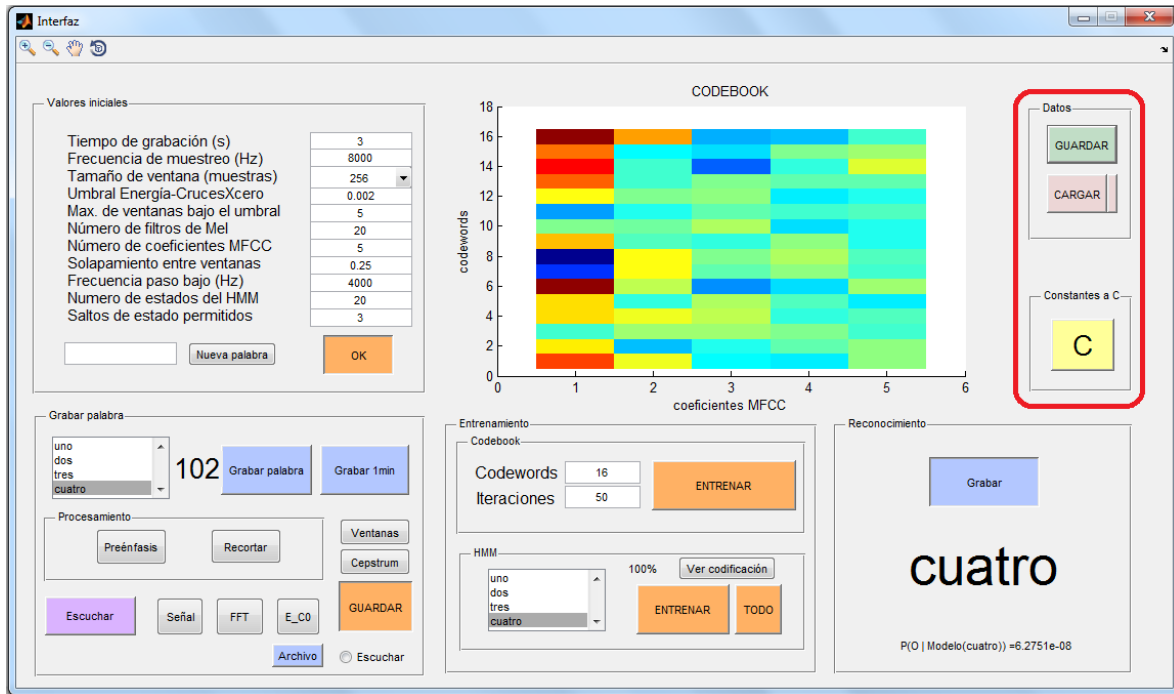 Interfaz
Valores iniciales
Tiempo de grabación (s) 3
Frecuencia de muestreo (Hz) 8000
Tamaño de ventana (muestras) 256
Umbral Energía-CrucesXcero 0.002
Max. de ventanas bajo el umbral 5
Número de filtros de Mel 20
Número de coeficientes MFCC 5
Solapamiento entre ventanas 0.25
Frecuencia paso bajo (Hz) 4000
Numero de estados del HMM 20
Saltos de estado permitidos 3
Nueva palabra
OK
CODEBOOK
codewords
18
16
14
12
10
8
6
4
2
0
0 1 2 3 4 5 6
coeficientes MFCC
Datos
GUARDAR
CARGAR
Constantes a C
C
Grabar palabra
uno
dos
tres
cuatro
102
Grabar palabra
Grabar 1min
Procesamiento
Preénfasis
Recortar
Ventanas
Cepstrum
Escuchar
Señal
FFT
E_C0
GUARDAR
Archivo
Escuchar
Entrenamiento
Codebook
Codewords 16
Iteraciones 50
ENTRENAR
HMM
uno
dos
tres
cuatro
100%
Ver codificación
ENTRENAR
TODO
Reconocimiento
Grabar
cuatro
P(O | Modelo(cuatro)) =6.2751e-08